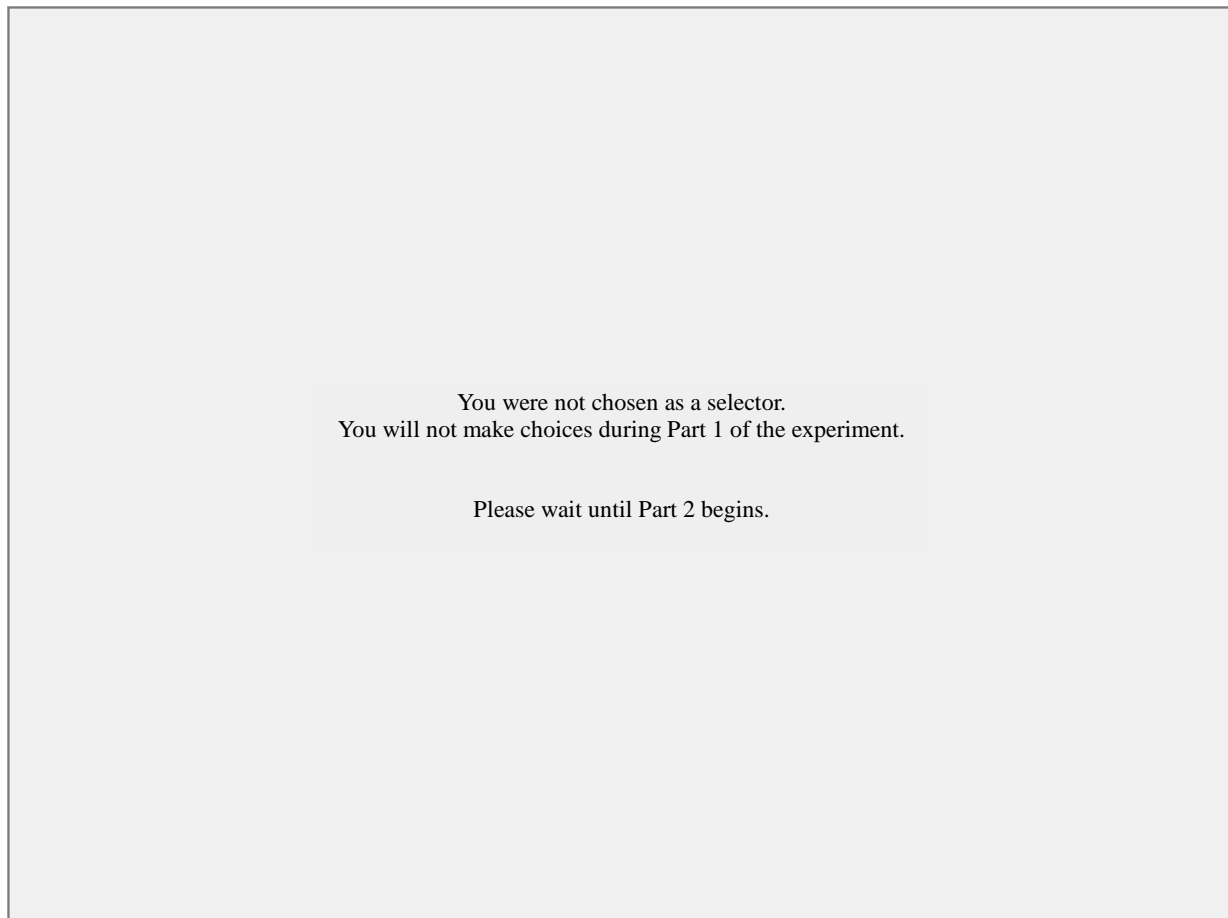 You were not chosen as a selector.
You will not make choices during Part 1 of the experiment.
Please wait until Part 2 begins.